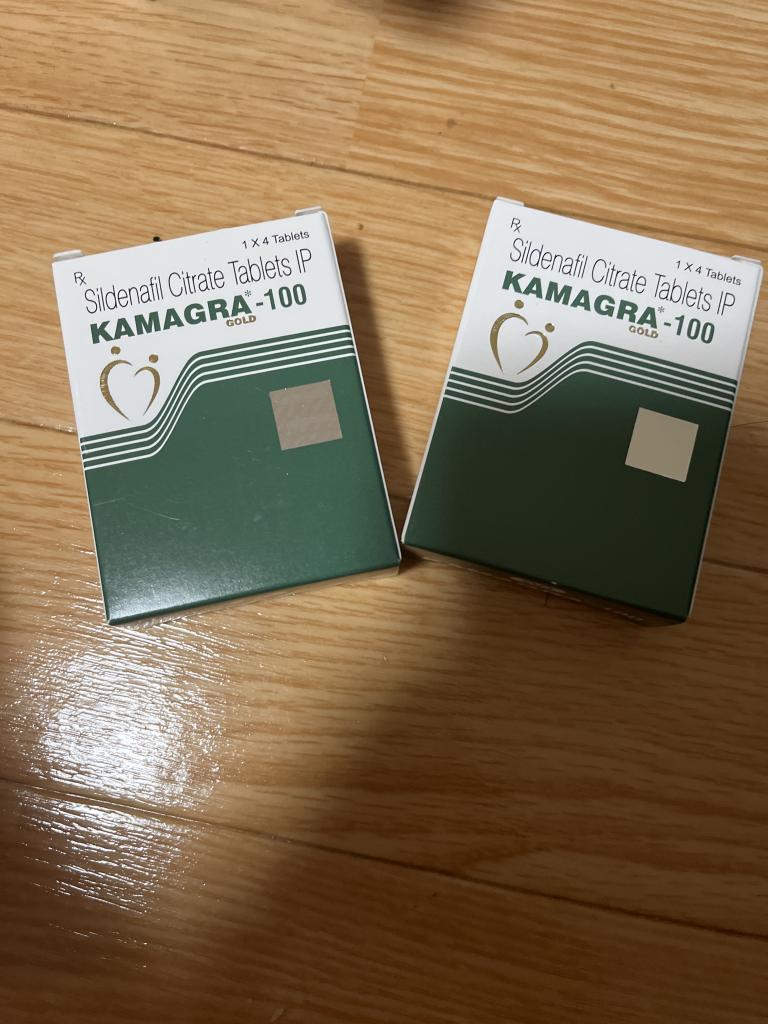 Rx 1 X 4 Tablets
Sildenafil Citrate Tablets IP
KAMAGRA*-100
GOLD
Rx 1 X 4 Tablets
Sildenafil Citrate Tablets IP
KAMAGRA*-100
GOLD